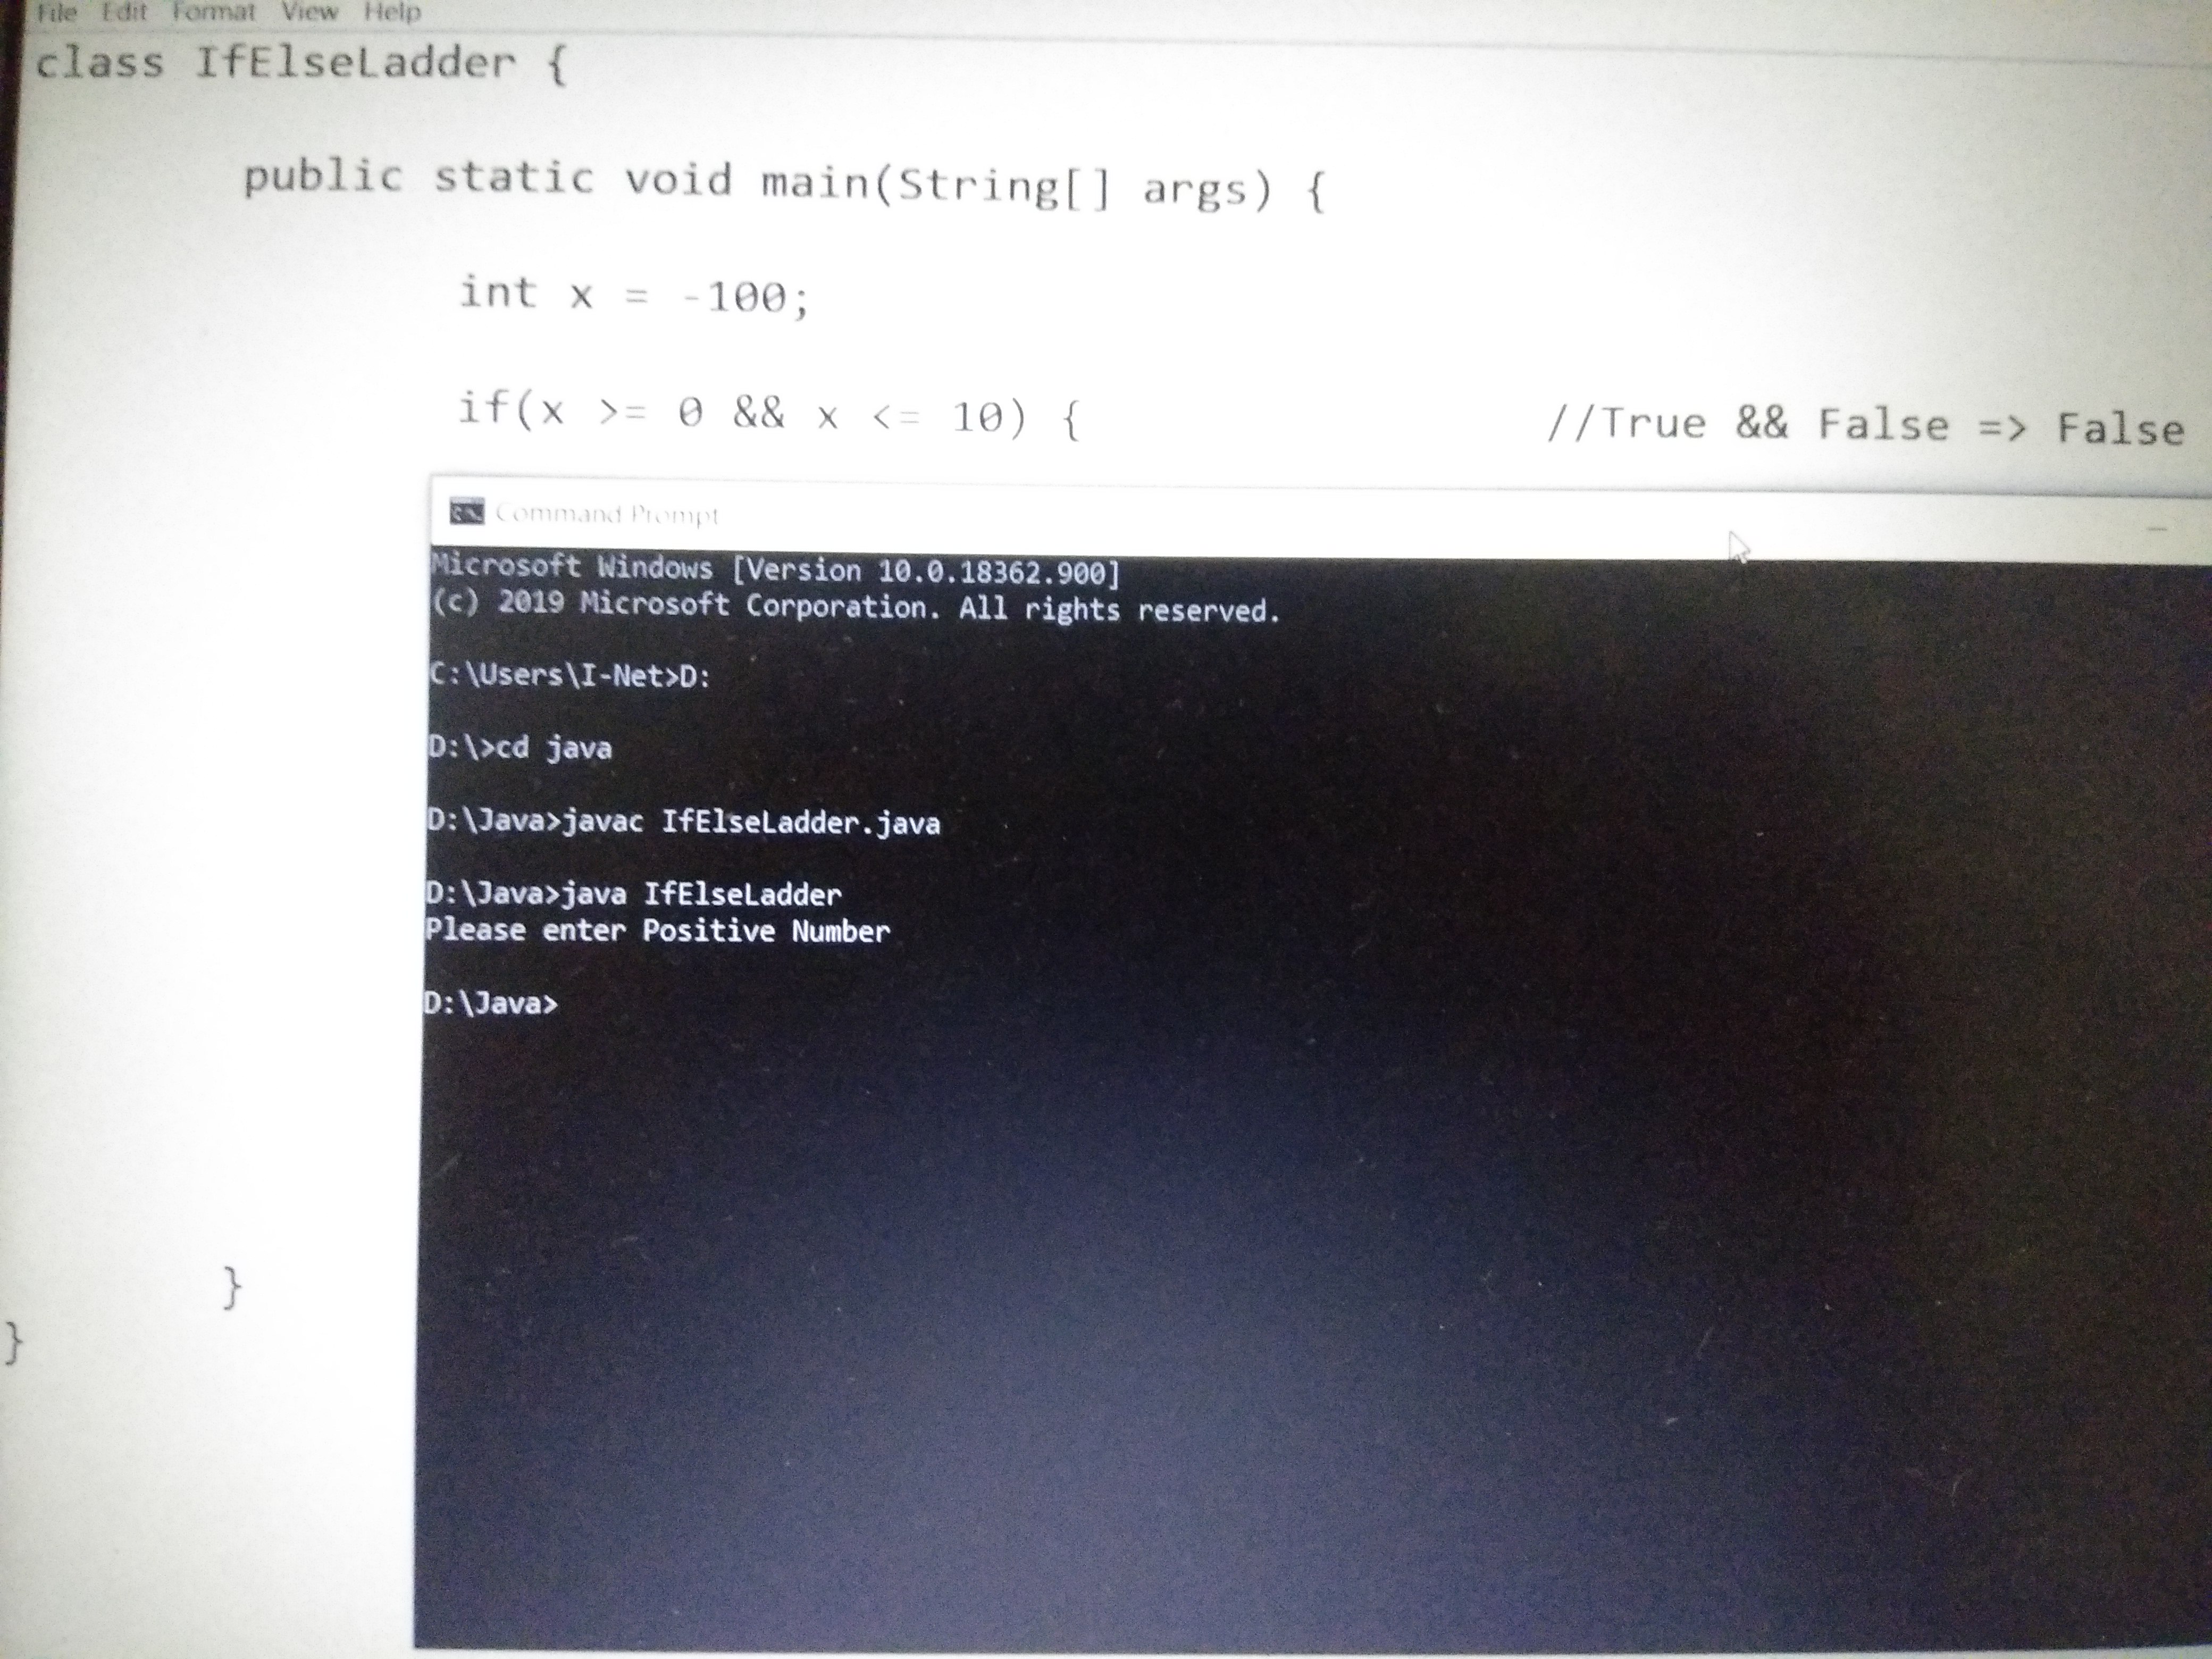 File Edit Format View Help
class IfElseLadder {
public static void main(String[] args) {
int x = -100;
if(x >= 0 && x <= 10) { //True && False => False
Command Prompt
Microsoft Windows [Version 10.0.18362.900]
(c) 2019 Microsoft Corporation. All rights reserved.
C:\Users\I-Net>D:
D:\>cd java
D:\Java>javac IfElseLadder.java
D:\Java>java IfElseLadder
Please enter Positive Number
D:\Java>
}
}